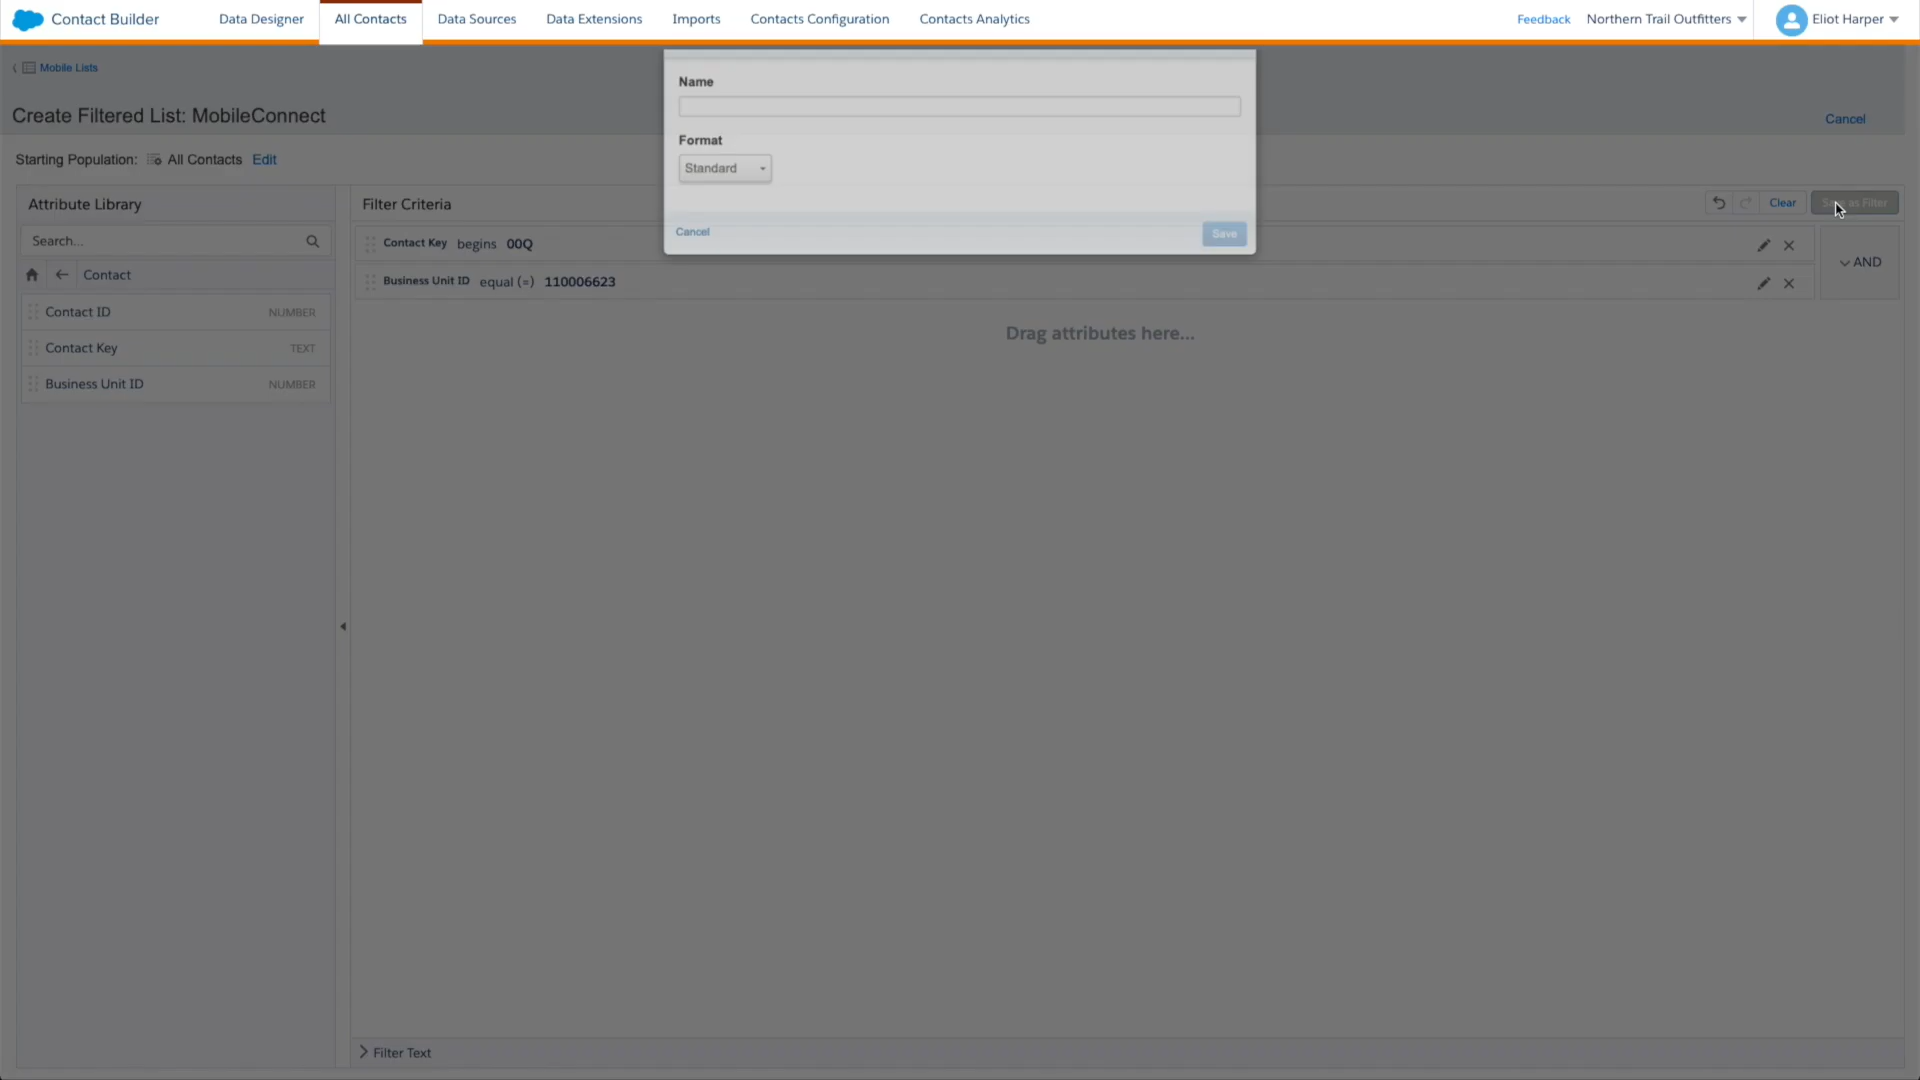 Contact Builder
Data Designer
All Contacts
Data Sources
Data Extensions
Imports
Contacts Configuration
Contacts Analytics
Feedback
Northern Trail Outfitters
Eliot Harper
Mobile Lists
Create Filtered List: MobileConnect
Cancel
Starting Population: All Contacts Edit
Name
Format
Standard
Cancel
Save
Attribute Library
Search...
Contact
Contact ID NUMBER
Contact Key TEXT
Business Unit ID NUMBER
Filter Criteria
Clear
Save as Filter
Contact Key begins 00Q
Business Unit ID equal (=) 110006623
AND
Drag attributes here...
Filter Text